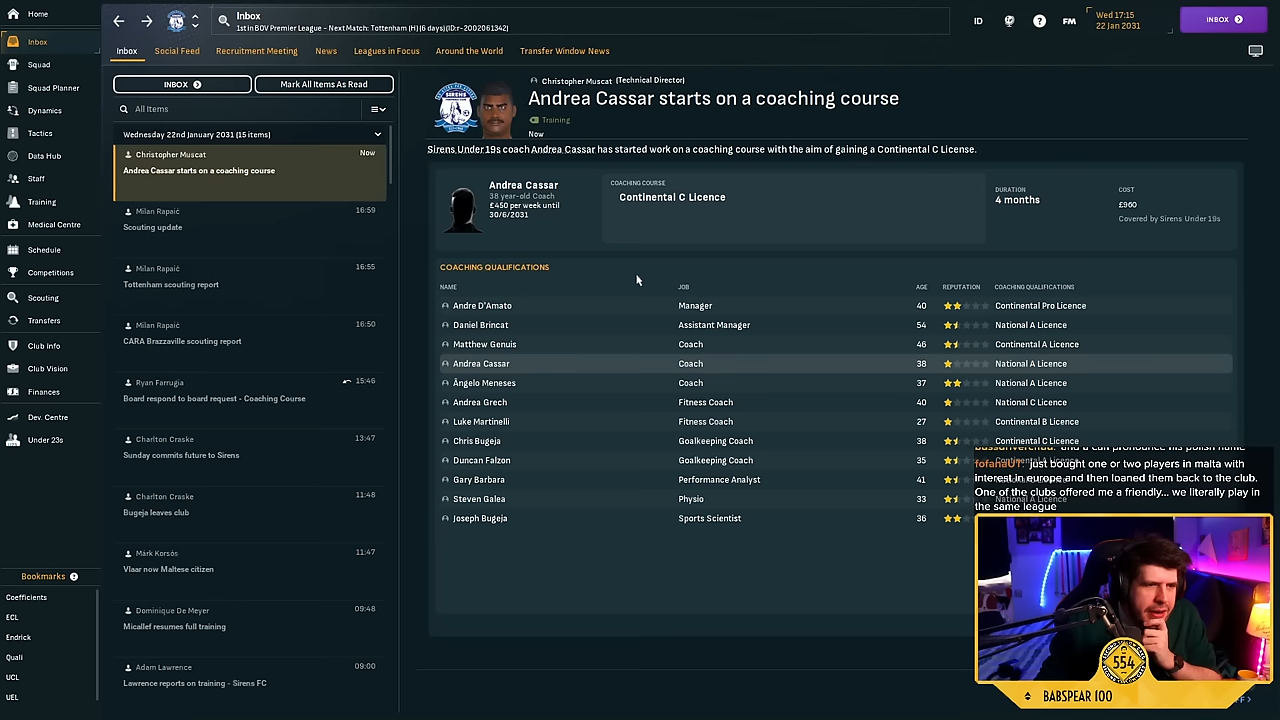 Home
Inbox
Squad
Squad Planner
Dynamics
Tactics
Data Hub
Staff
Training
Medical Centre
Schedule
Competitions
Scouting
Transfers
Club Info
Club Vision
Finances
Dev. Centre
Under 23s
Bookmarks
Coefficients
ECL
Endrick
Quali
UCL
UEL
Inbox
1st in BOV Premier League - Next Match: Tottenham (H) (6 days) (ID:r-2002061342)
ID
FM
Wed 17:15
22 Jan 2031
INBOX
Inbox
Social Feed
Recruitment Meeting
News
Leagues in Focus
Around the World
Transfer Window News
INBOX
Mark All Items As Read
All Items
Wednesday 22nd January 2031 (15 items)
Christopher Muscat Now
Andrea Cassar starts on a coaching course
Milan Rapaić 16:59
Scouting update
Milan Rapaić 16:55
Tottenham scouting report
Milan Rapaić 16:50
CARA Brazzaville scouting report
Ryan Farrugia 15:46
Board respond to board request - Coaching Course
Charlton Craske 13:47
Sunday commits future to Sirens
Charlton Craske 11:48
Bugeja leaves club
Márk Korsós 11:47
Vlaar now Maltese citizen
Dominique De Meyer 09:48
Micallef resumes full training
Adam Lawrence 09:00
Lawrence reports on training - Sirens FC
SIRENS
Christopher Muscat (Technical Director)
Andrea Cassar starts on a coaching course
Training
Now
Sirens Under 19s coach Andrea Cassar has started work on a coaching course with the aim of gaining a Continental C License.
Andrea Cassar
38 year-old Coach
£450 per week until
30/6/2031
COACHING COURSE
Continental C Licence
DURATION
4 months
COST
£960
Covered by Sirens Under 19s
COACHING QUALIFICATIONS
NAME JOB AGE REPUTATION COACHING QUALIFICATIONS
Andre D'Amato Manager 40 Continental Pro Licence
Daniel Brincat Assistant Manager 54 National A Licence
Matthew Genuis Coach 46 Continental A Licence
Andrea Cassar Coach 38 National A Licence
Ângelo Meneses Coach 37 National A Licence
Andrea Grech Fitness Coach 40 National C Licence
Luke Martinelli Fitness Coach 27 Continental B Licence
Chris Bugeja Goalkeeping Coach 38 Continental C Licence
Duncan Falzon Goalkeeping Coach 35
Gary Barbara Performance Analyst 41
Steven Galea Physio 33
Joseph Bugeja Sports Scientist 36
fofanaUT: just bought one or two players in malta with
interest in europe and then loaned them back to the club.
One of the clubs offered me a friendly... we literally play in
the same league
554
BABSPEAR 100